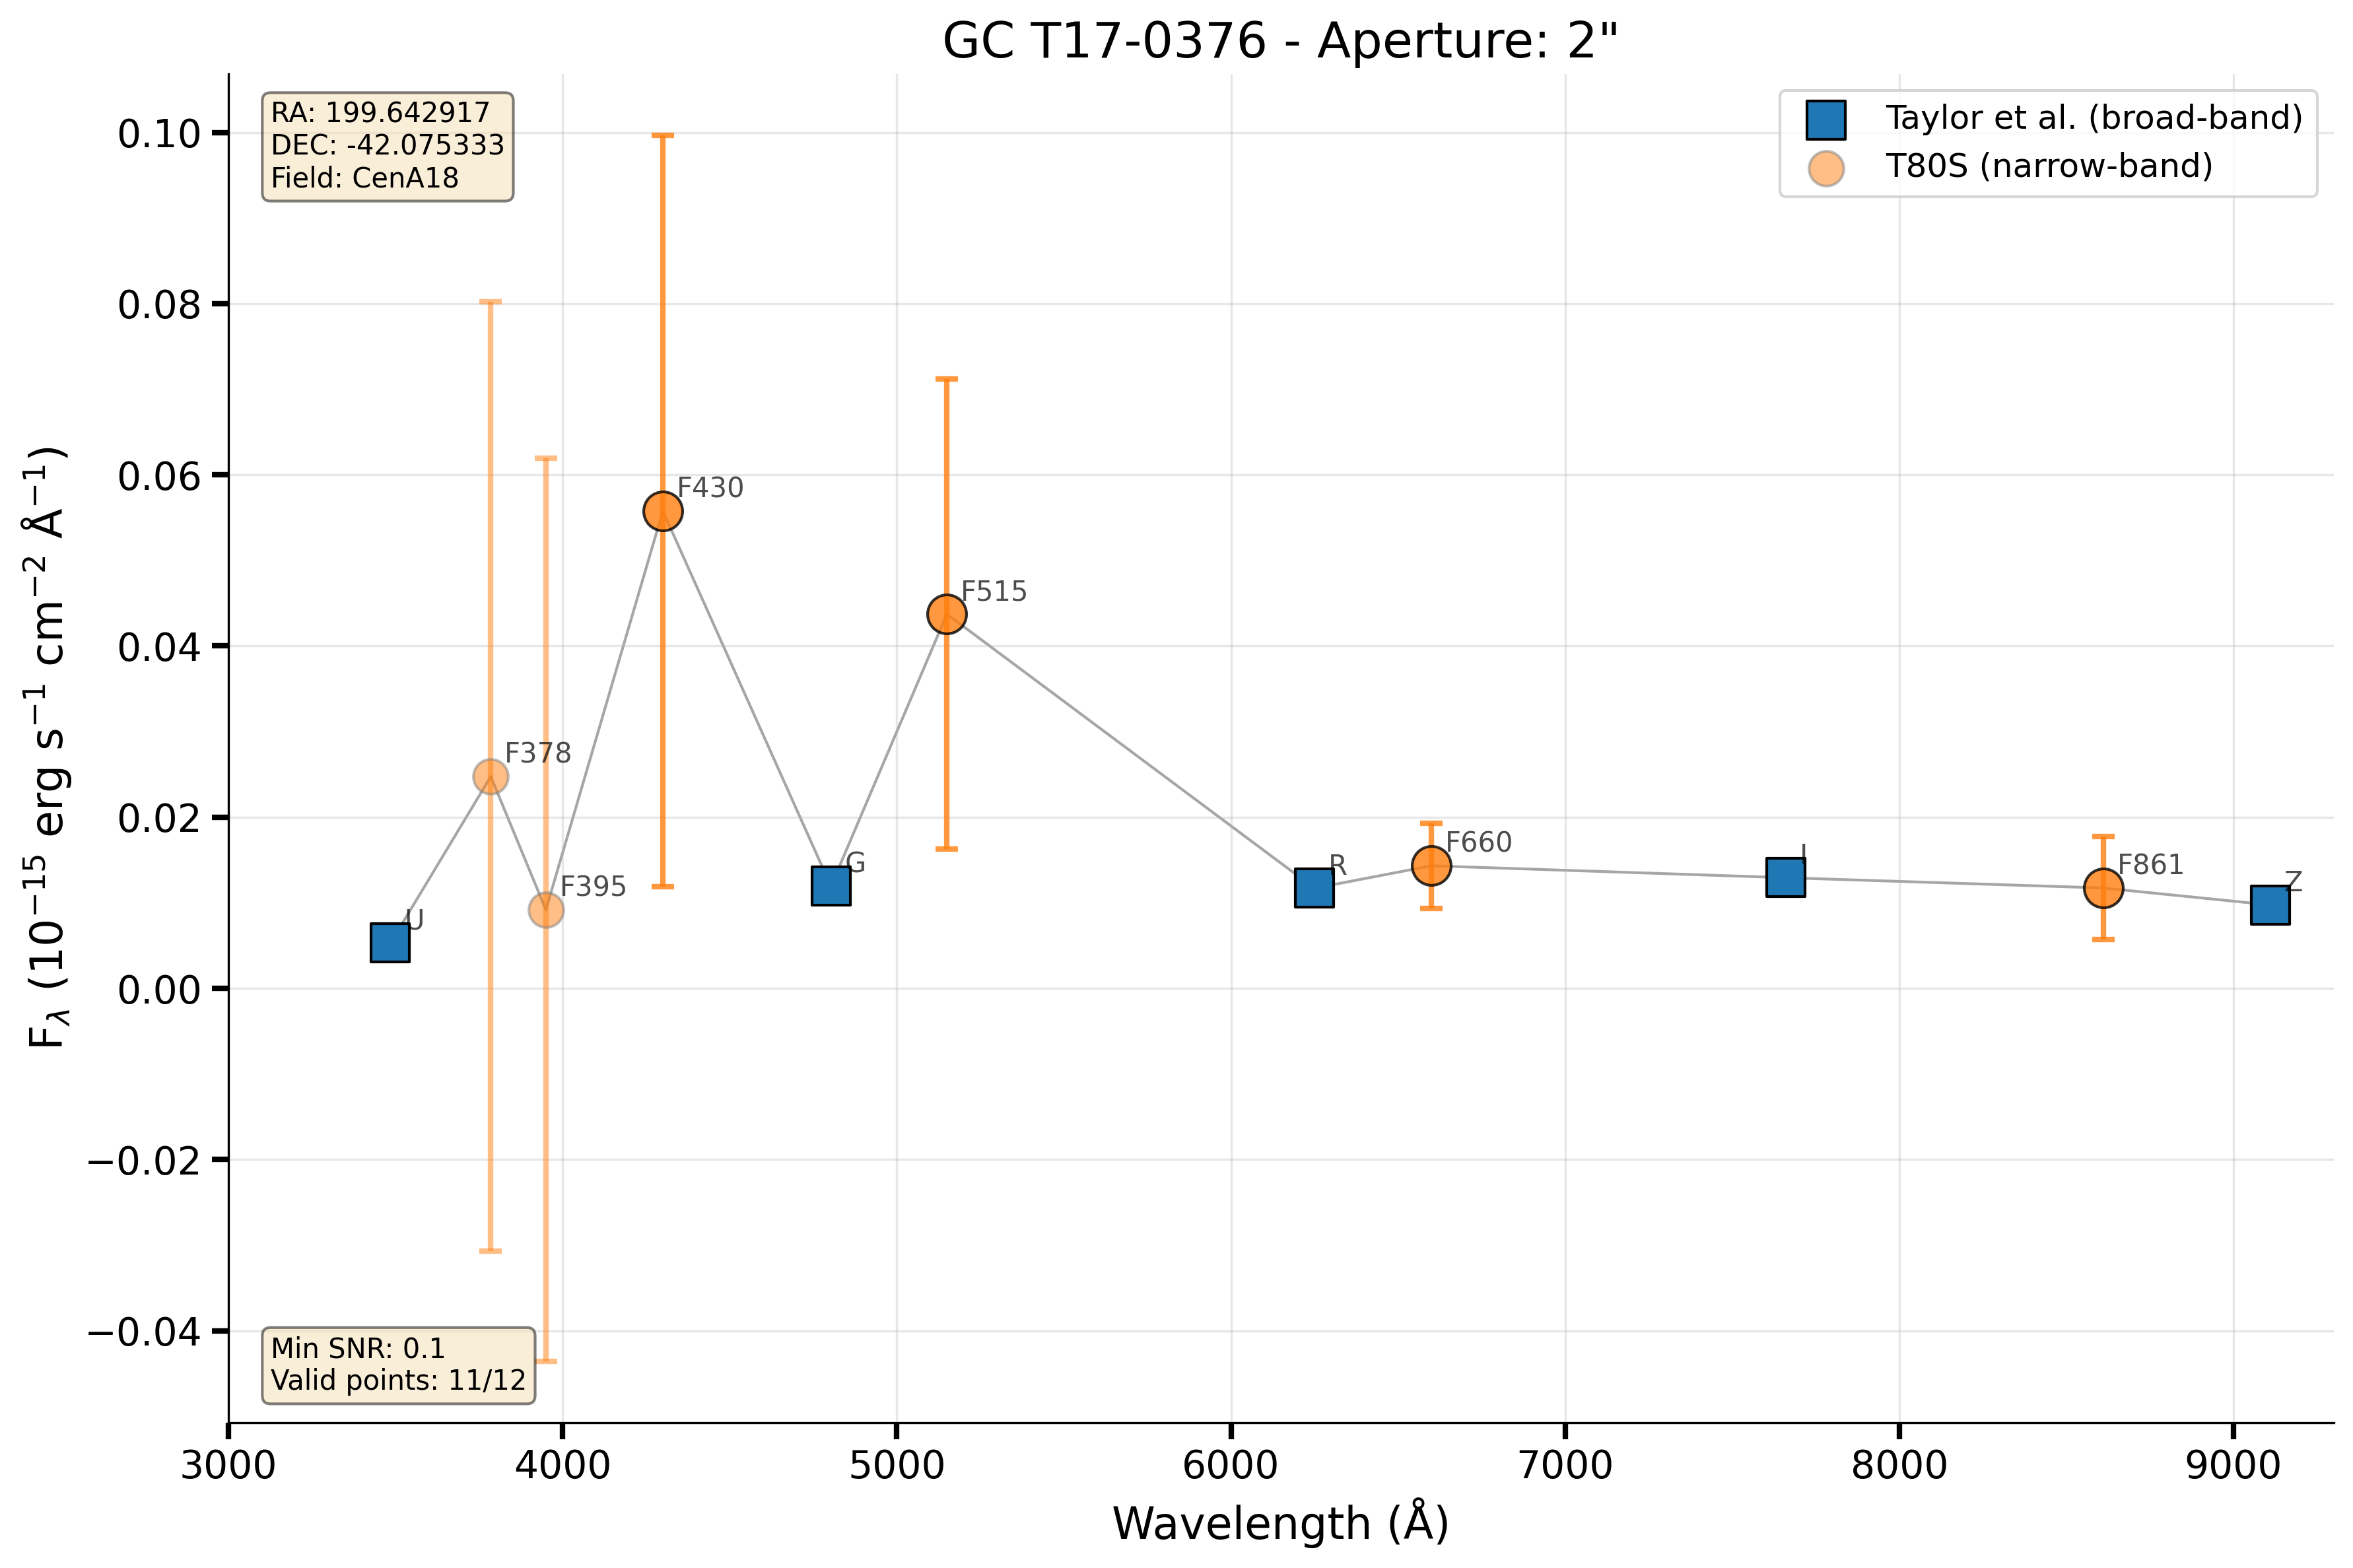 GC T17-0376 - Aperture: 2"
RA: 199.642917
DEC: -42.075333
Field: CenA18
Taylor et al. (broad-band)
T80S (narrow-band)
0.10
0.08
0.06
0.04
0.02
0.00
−0.02
−0.04
F_λ (10⁻¹⁵ erg s⁻¹ cm⁻² Å⁻¹)
U
F378
F395
F430
G
F515
R
F660
I
F861
Z
Min SNR: 0.1
Valid points: 11/12
3000 4000 5000 6000 7000 8000 9000
Wavelength (Å)